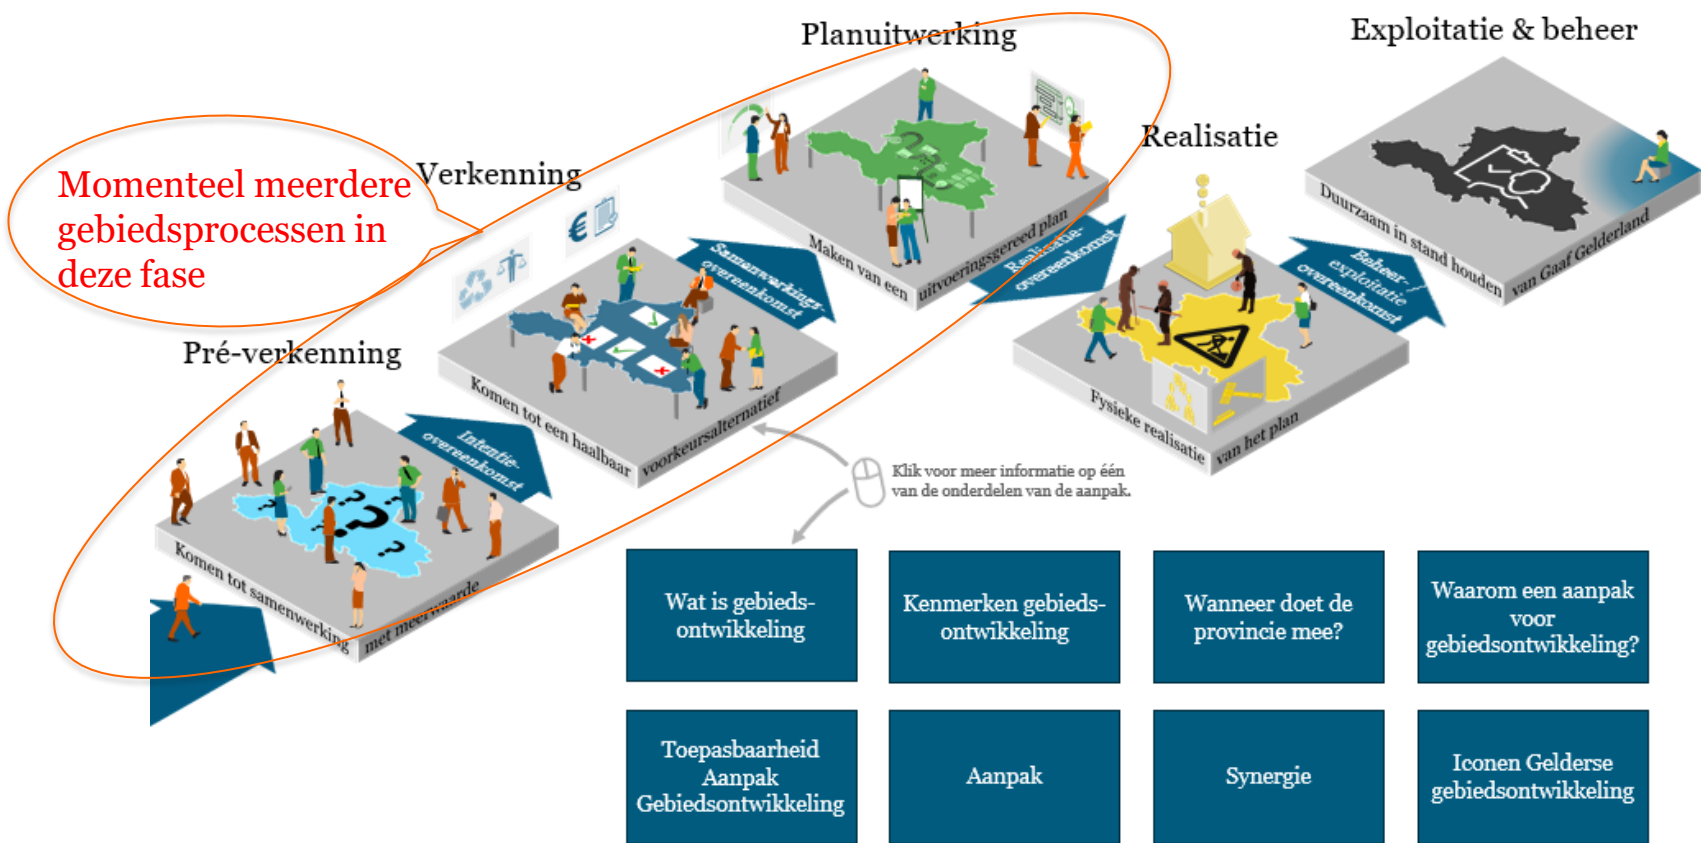 Planuitwerking
Exploitatie & beheer
Realisatie
Verkenning
Momenteel meerdere
gebiedsprocessen in
deze fase
Pré-verkenning
€
Duurzaam in stand houden
van Gaaf Gelderland
Maken van een
uitvoeringsgereed plan
Samenwerkings-
overeenkomst
Realisatie-
overeenkomst
Beheer-/
exploitatie
overeenkomst
Komen tot een haalbaar
voorkeursalternatief
Fysieke realisatie
van het plan
Intentie-
overeenkomst
? ? ? ? ?
Komen tot samenwerking
met meerwaarde
Klik voor meer informatie op één
van de onderdelen van de aanpak.
Wat is gebieds-
ontwikkeling
Kenmerken gebieds-
ontwikkeling
Wanneer doet de
provincie mee?
Waarom een aanpak
voor
gebiedsontwikkeling?
Toepasbaarheid
Aanpak
Gebiedsontwikkeling
Aanpak
Synergie
Iconen Gelderse
gebiedsontwikkeling